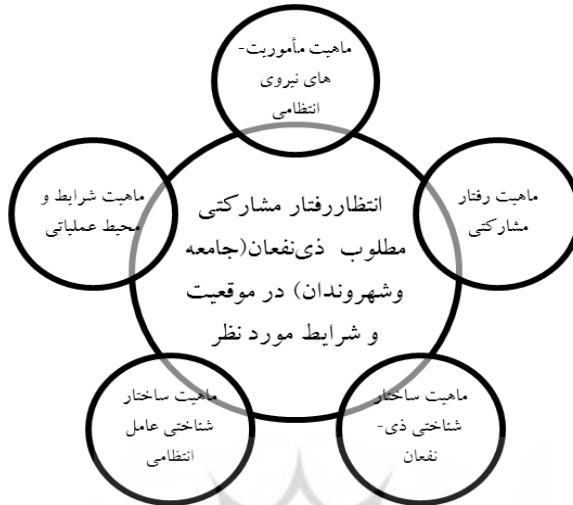 ماهیت مأموریت-
های نیروی
انتظامی
ماهیت رفتار
مشارکتی
ماهیت شرایط و
محیط عملیاتی
انتظاررفتار مشارکتی
مطلوب ذی‌نفعان(جامعه
وشهروندان) در موقعیت
و شرایط مورد نظر
ماهیت ساختار
شناختی ذی-
نفعان
ماهیت ساختار
شناختی عامل
انتظامی